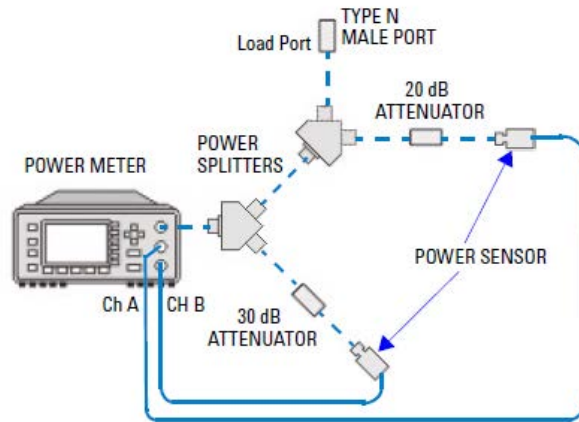 TYPE N
MALE PORT
Load Port
20 dB
ATTENUATOR
POWER
SPLITTERS
POWER METER
POWER SENSOR
Ch A
CH B
30 dB
ATTENUATOR